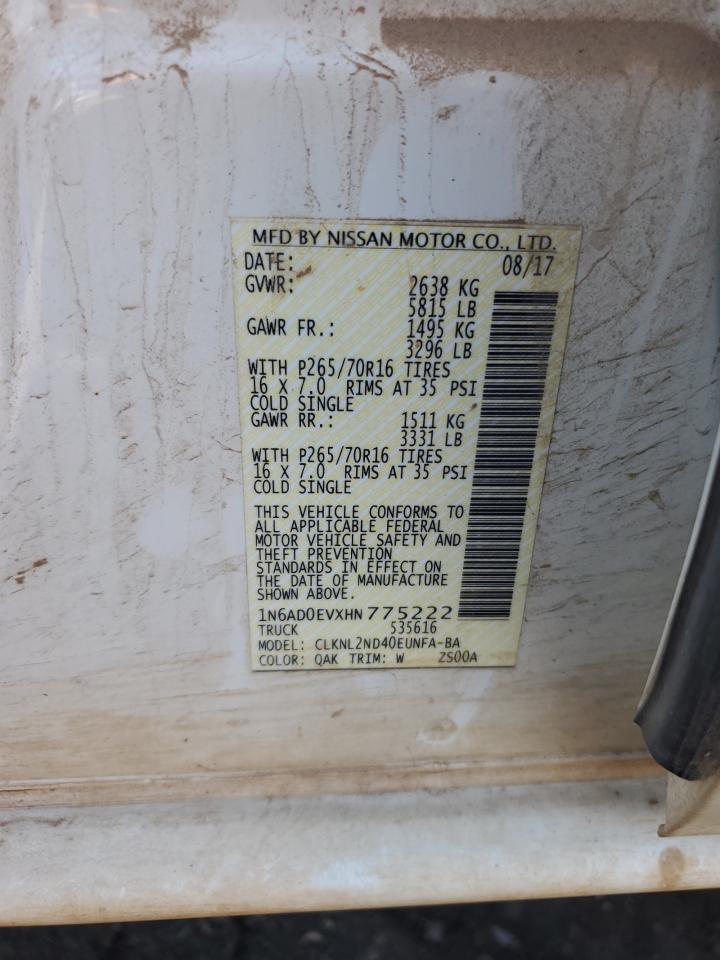 MFD BY NISSAN MOTOR CO., LTD.
DATE: 08/17
GVWR: 2638 KG
5815 LB
GAWR FR.: 1495 KG
3296 LB
WITH P265/70R16 TIRES
16 X 7.0 RIMS AT 35 PSI
COLD SINGLE
GAWR RR.: 1511 KG
3331 LB
WITH P265/70R16 TIRES
16 X 7.0 RIMS AT 35 PSI
COLD SINGLE
THIS VEHICLE CONFORMS TO
ALL APPLICABLE FEDERAL
MOTOR VEHICLE SAFETY AND
THEFT PREVENTION
STANDARDS IN EFFECT ON
THE DATE OF MANUFACTURE
SHOWN ABOVE.
1N6AD0EVXHN775222
TRUCK 535616
MODEL: CLKNL2ND40EUNFA-BA
COLOR: QAK TRIM: W ZS00A